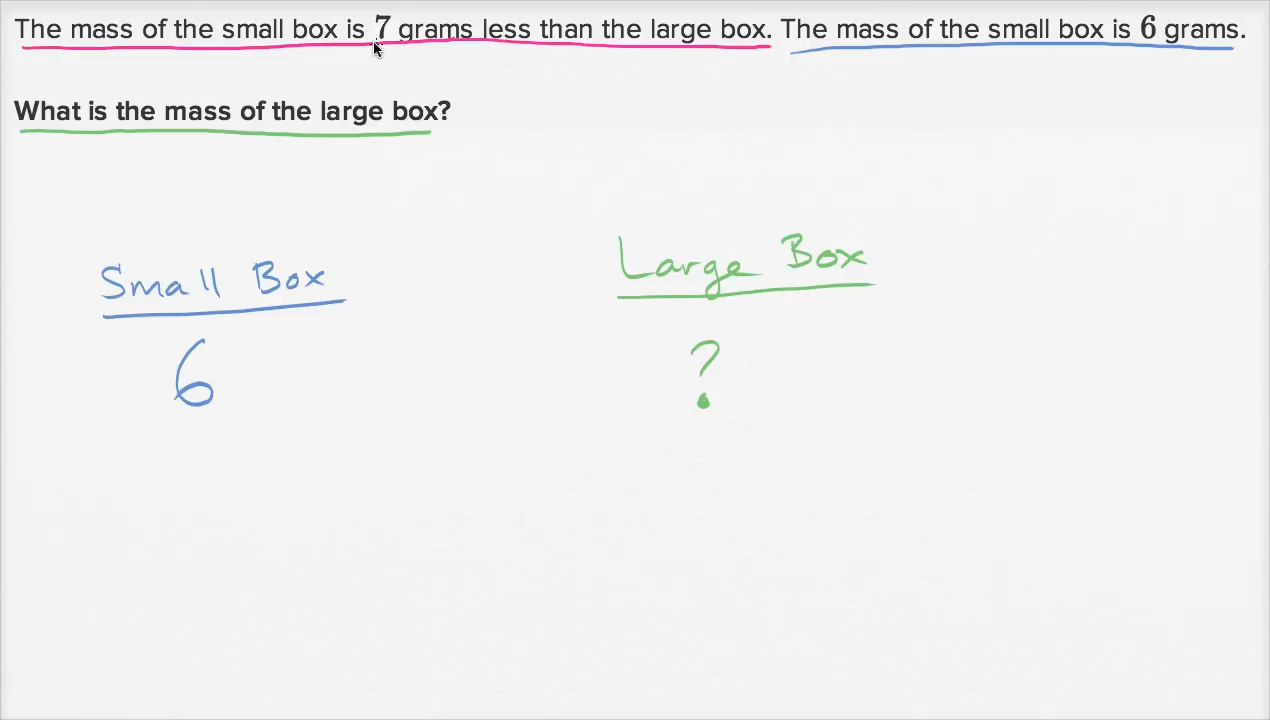 The mass of the small box is 7 grams less than the large box. The mass of the small box is 6 grams.
What is the mass of the large box?
Small Box
Large Box
6
?